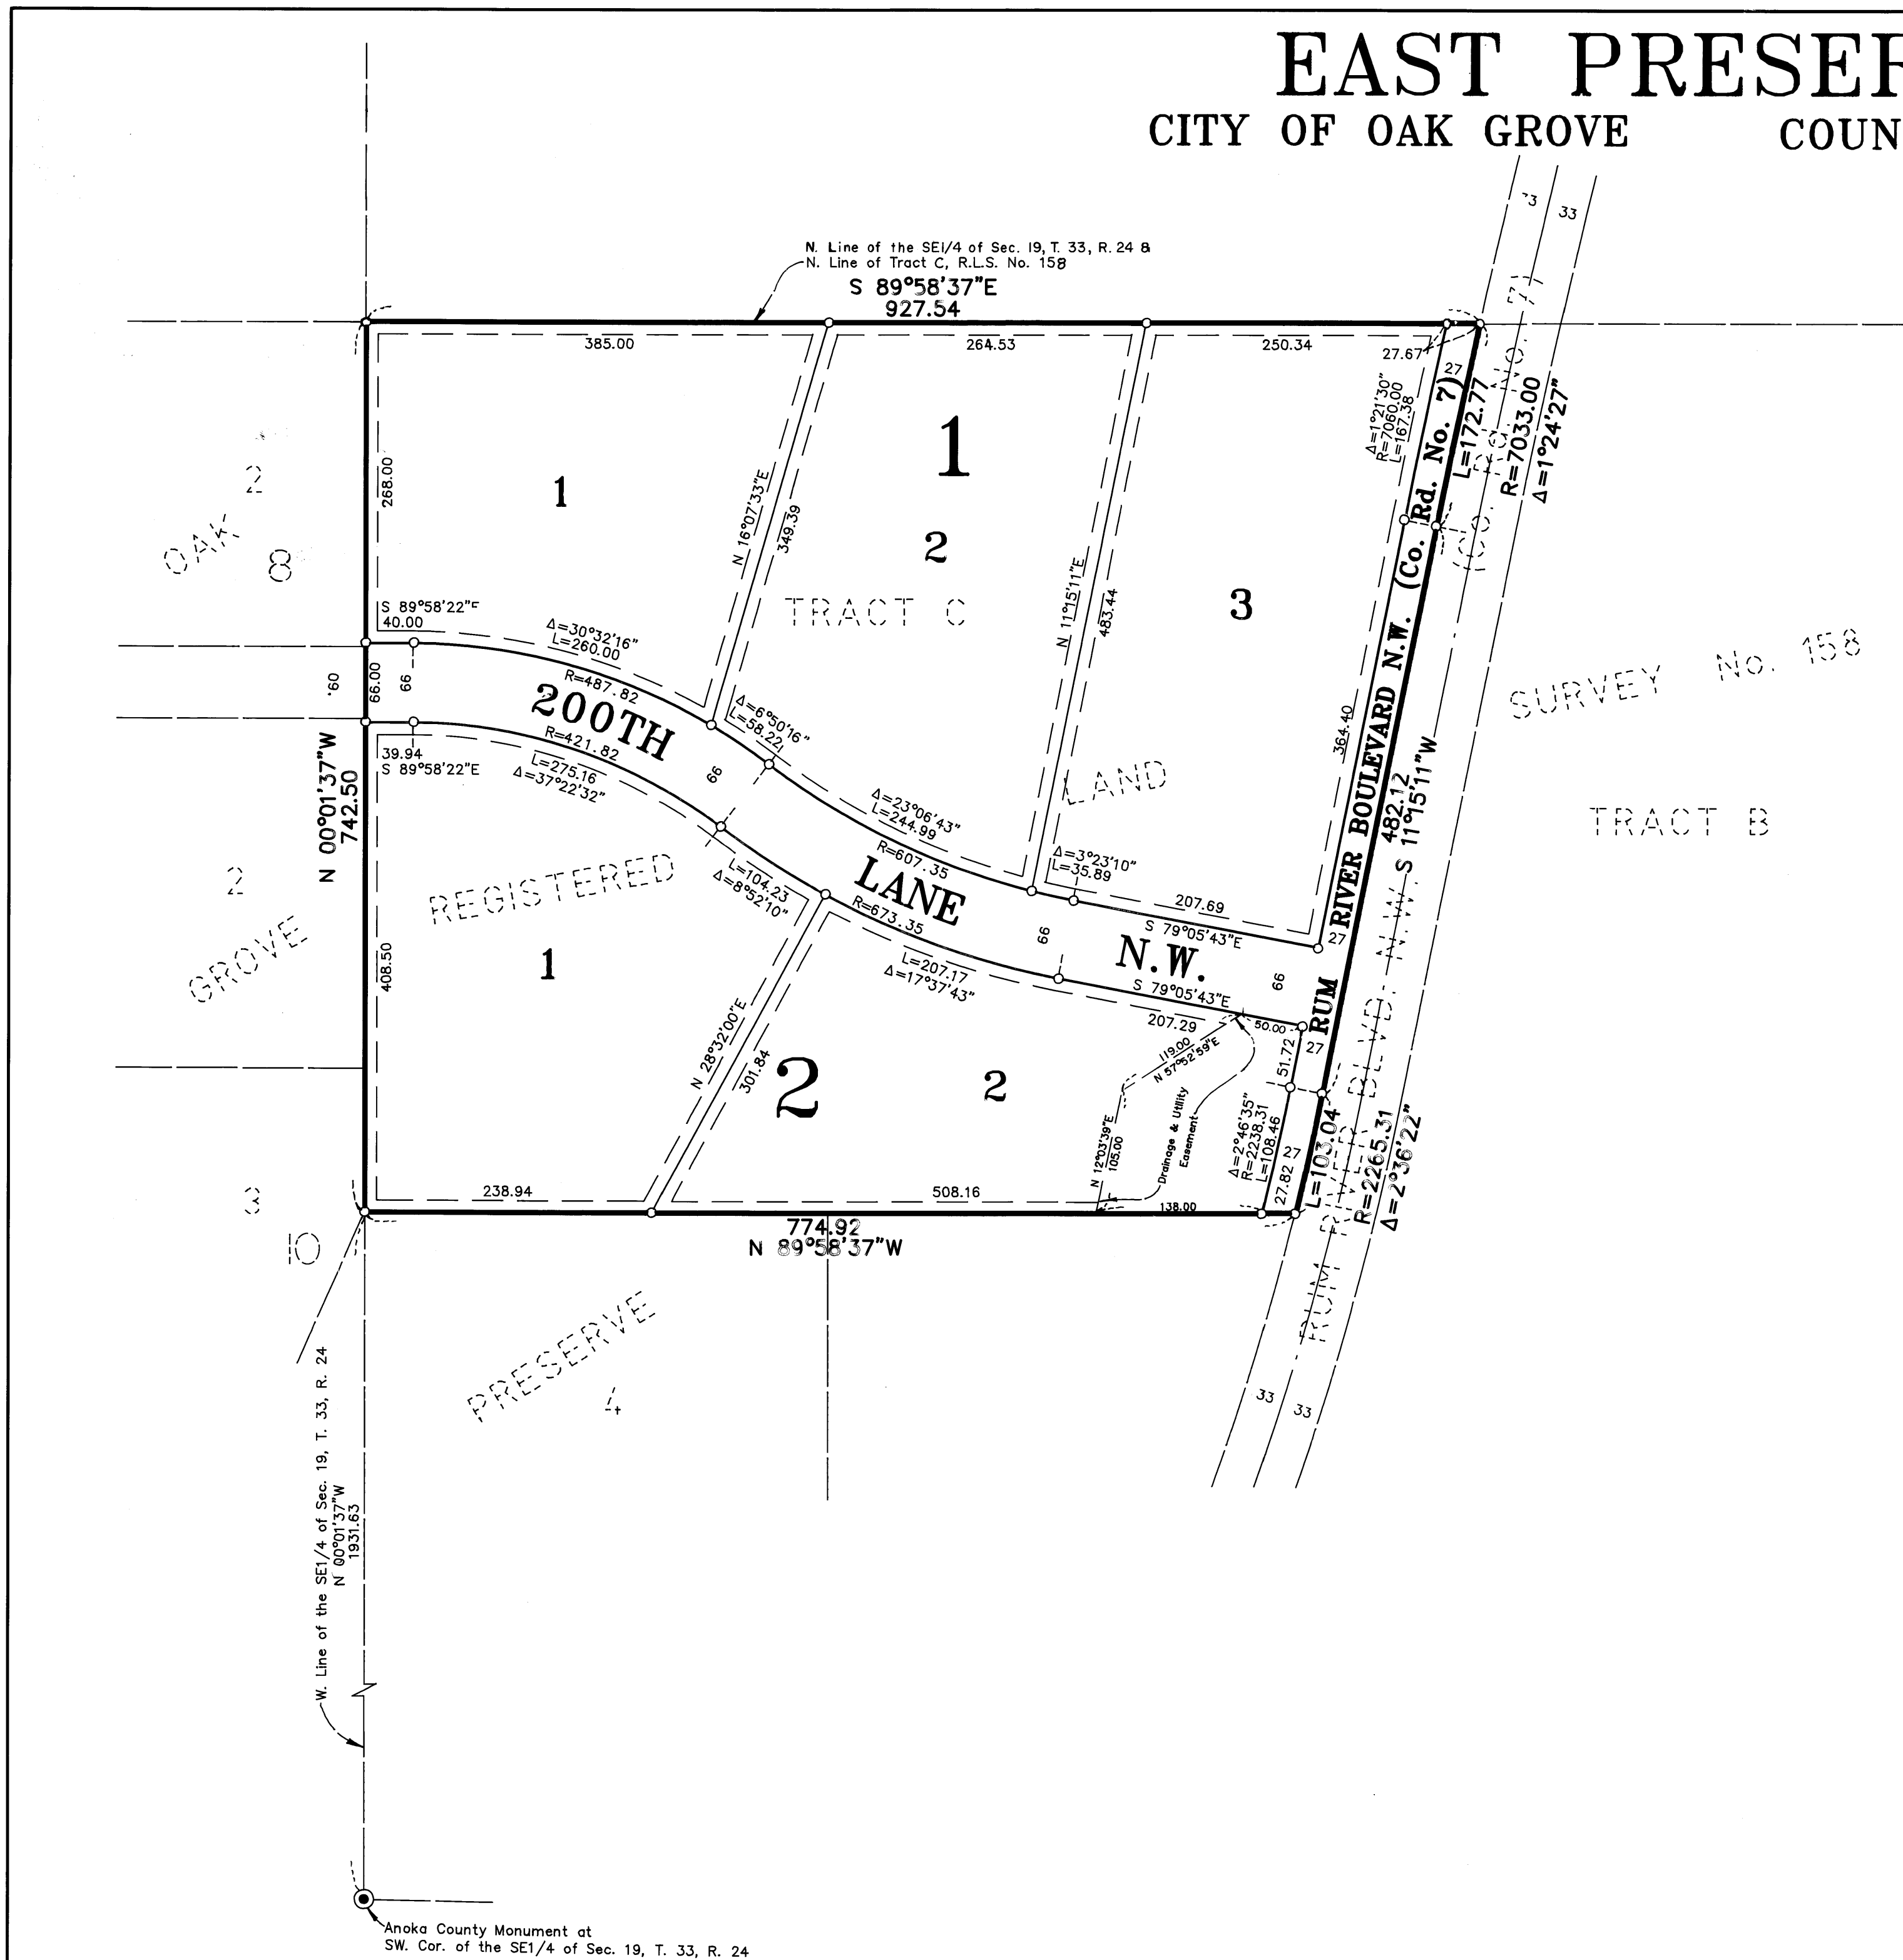 EAST PRESER
CITY OF OAK GROVE COUN
N. Line of the SE1/4 of Sec. 19, T. 33, R. 24 &
N. Line of Tract C, R.L.S. No. 158
S 89°58'37"E
927.54
33
385.00
264.53
250.34
27.67
27
Δ=1°21'30"
R=7060.00
L=167.38
L=172.77
R=7033.00
Δ=1°24'27"
(Co. Rd. No. 7)
268.00
1
N 16°07'33"E
349.39
1
2
N 11°15'11"E
483.44
3
OAK
2
8
TRACT C
S 89°58'22"
40.00
Δ=30°32'16"
L=260.00
R=487.82
66.00
66
60.
200TH
Δ=6°50'16"
L=58.22
39.94
S 89°58'22"E
R=421.82
L=275.16
Δ=37°22'32"
66
N 00°01'37"W
742.50
Δ=23°06'43"
L=244.99
R=607.35
LAND
LANE
Δ=3°23'10"
L=35.89
364.40
RUM RIVER BOULEVARD N.W. (Co. Rd. No. 7)
482.12
S 11°15'11"W
SURVEY No. 158
TRACT B
207.69
S 79°05'43"E
27
2
GROVE
REGISTERED
L=104.23
Δ=8°52'10"
R=673.35
66
N.W.
66
S 79°05'43"E
408.50
1
L=207.17
Δ=17°37'43"
207.29
50.00
51.72
27
N 28°32'00"E
301.84
2
2
119.00
N 57°52'59"E
N 12°03'39"E
105.00
Drainage & Utility
Easement
Δ=2°46'35"
R=2238.31
L=108.46
27
27.82
L=103.04
R=2265.31
Δ=2°36'22"
RUM RIVER BLVD. N.W.
238.94
508.16
138.00
774.92
N 89°58'37"W
3
10
PRESERVE
4
33
33
W. Line of the SE1/4 of Sec. 19, T. 33, R. 24
N 00°01'37"W
1931.63
Anoka County Monument at
SW. Cor. of the SE1/4 of Sec. 19, T. 33, R. 24